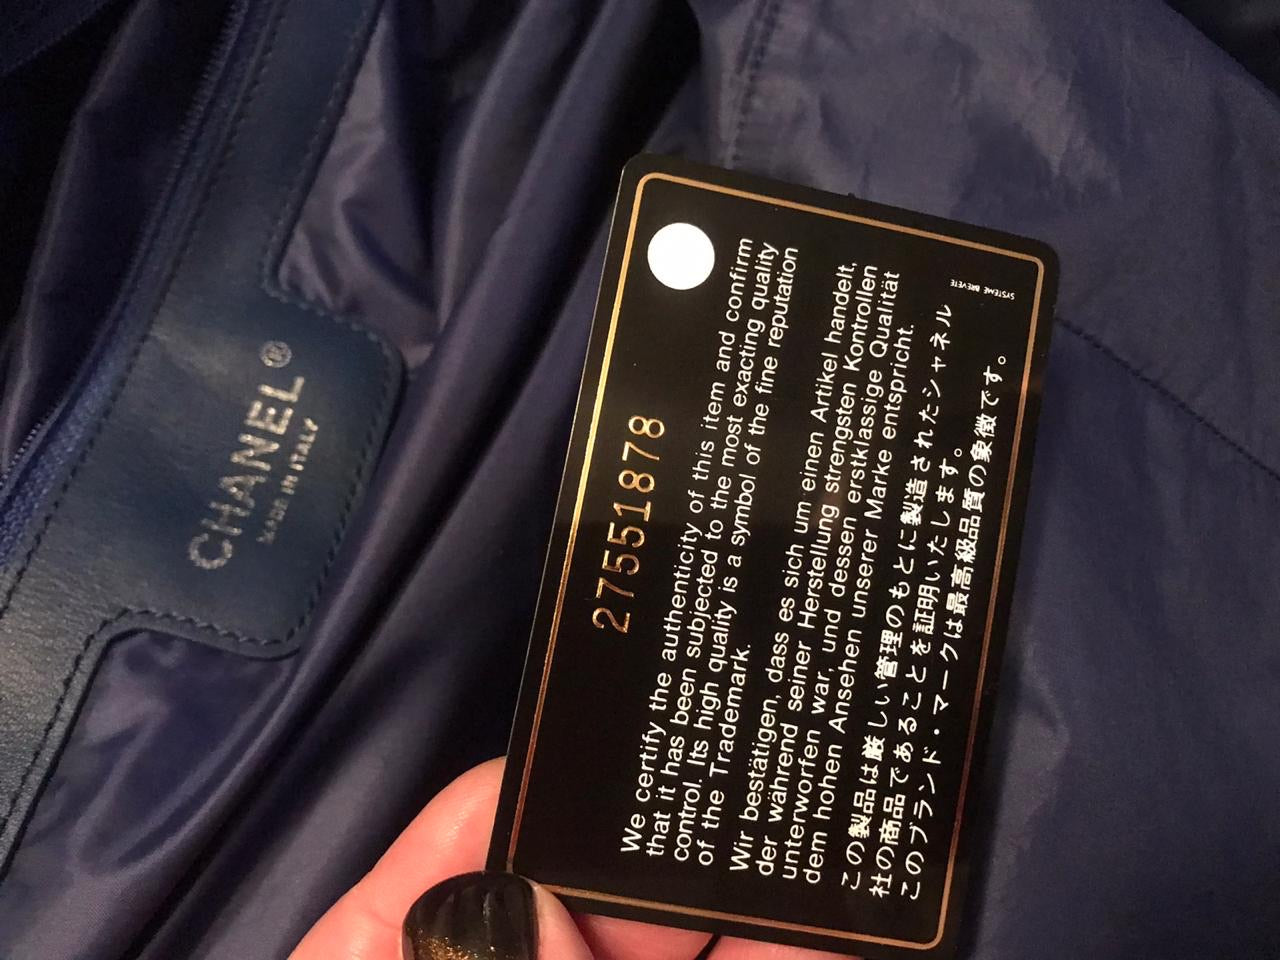 CHANEL®
MADE IN ITALY
27551878
We certify the authenticity of this item and confirm
that it has been subjected to the most exacting quality
control. Its high quality is a symbol of the fine reputation
of the Trademark.
Wir bestätigen, dass es sich um einen Artikel handelt,
der während seiner Herstellung strengsten Kontrollen
unterworfen war, und dessen erstklassige Qualität
dem hohen Ansehen unserer Marke entspricht.
この製品は厳しい管理のもとに製造されたシャネル
社の商品であることを証明いたします。
このブランド・マークは最高級品質の象徴です。
SYSTEME BREVETE